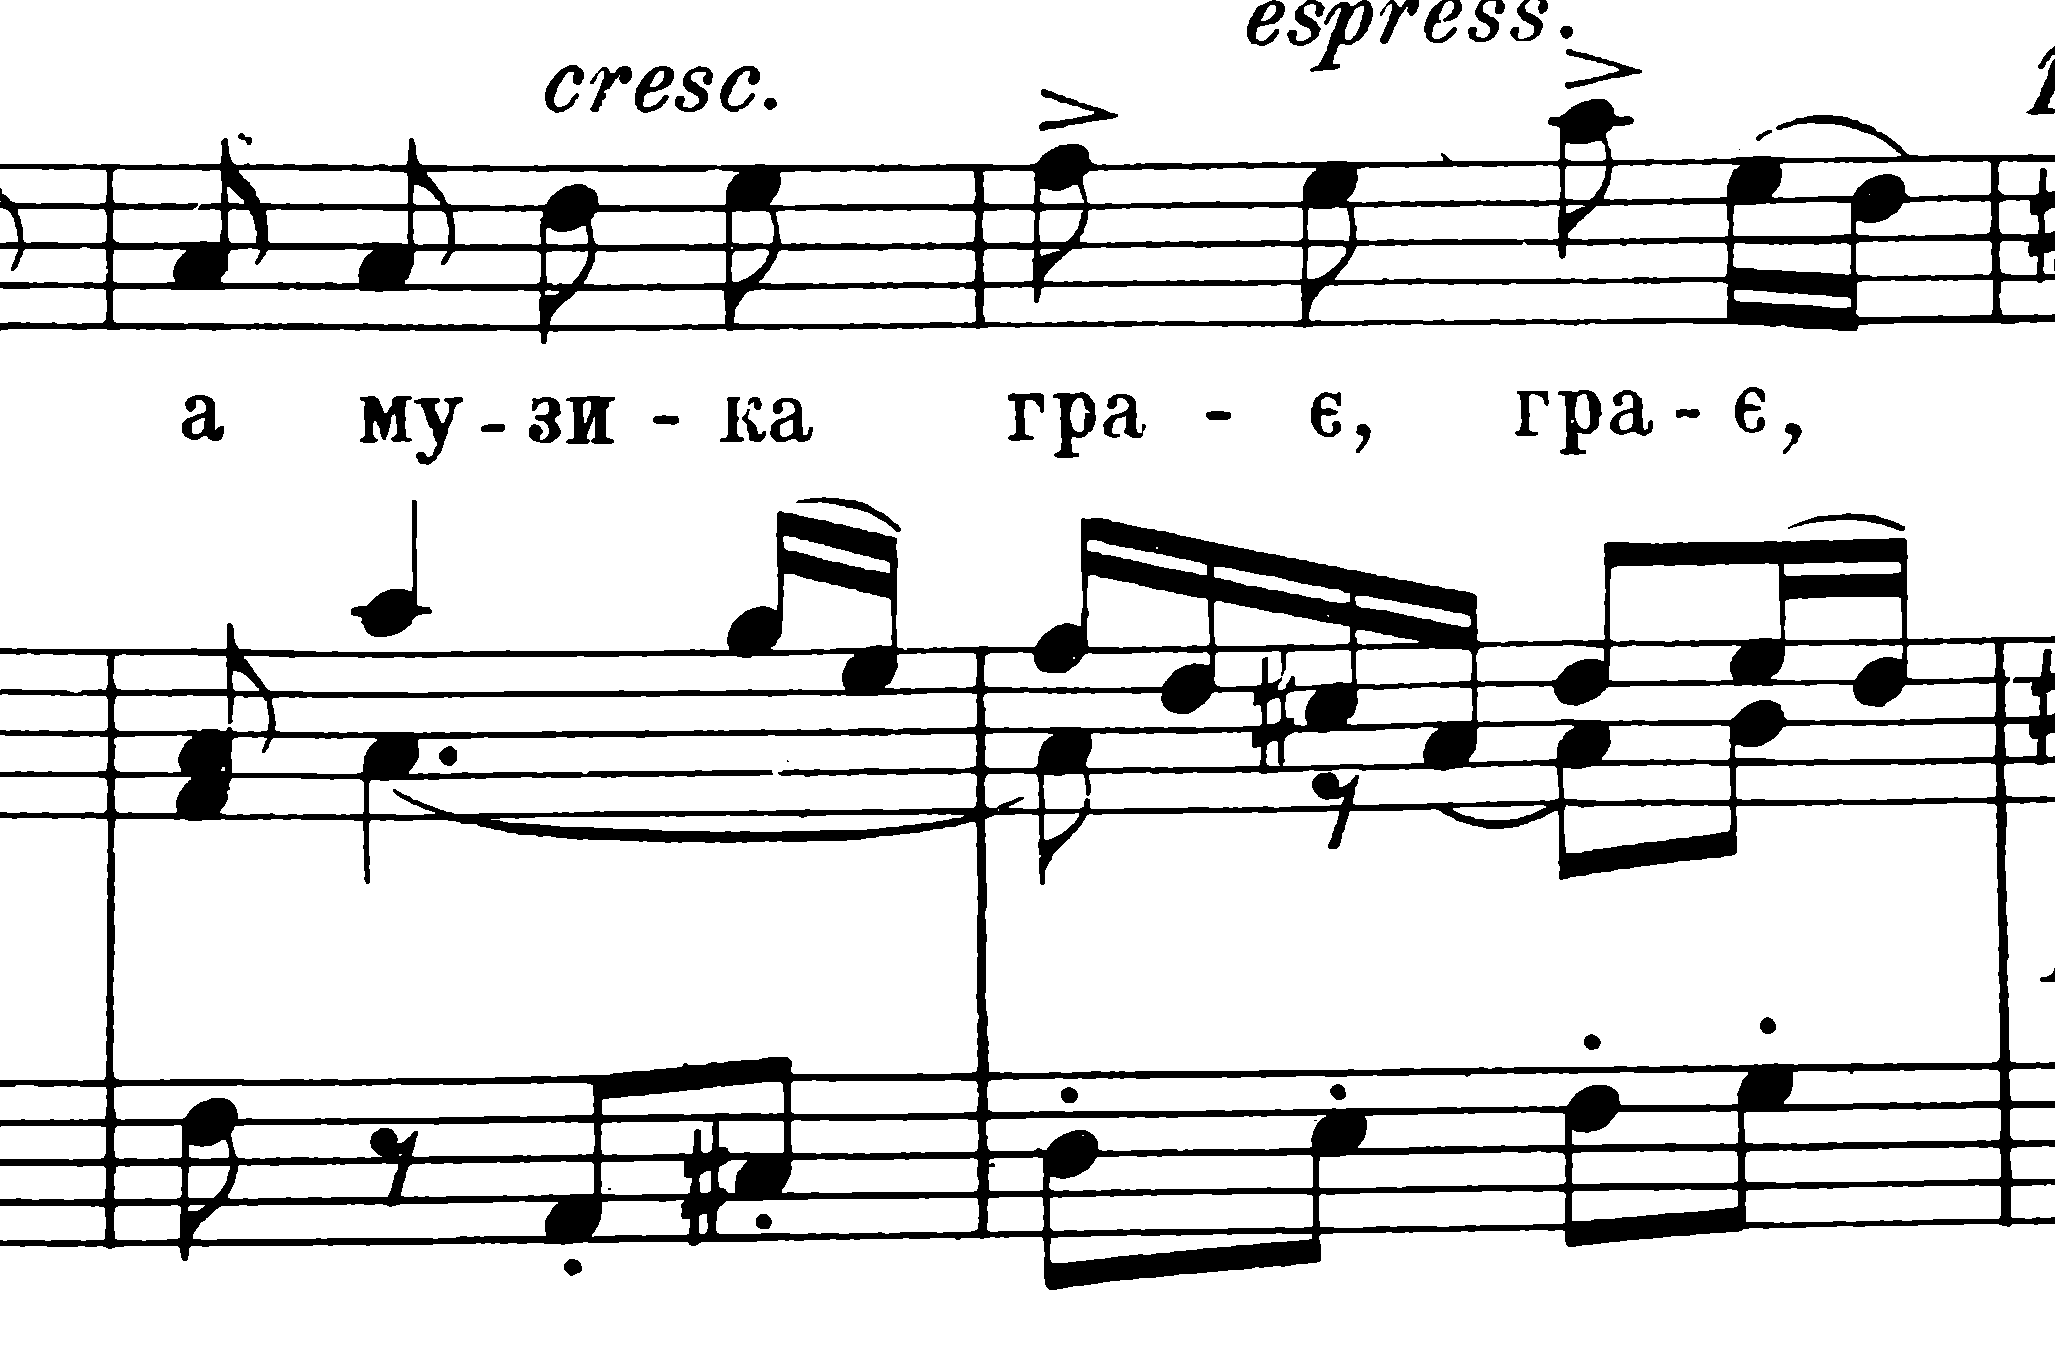 espress.
cresc.
а му - зи - ка гра - є, гра - є,